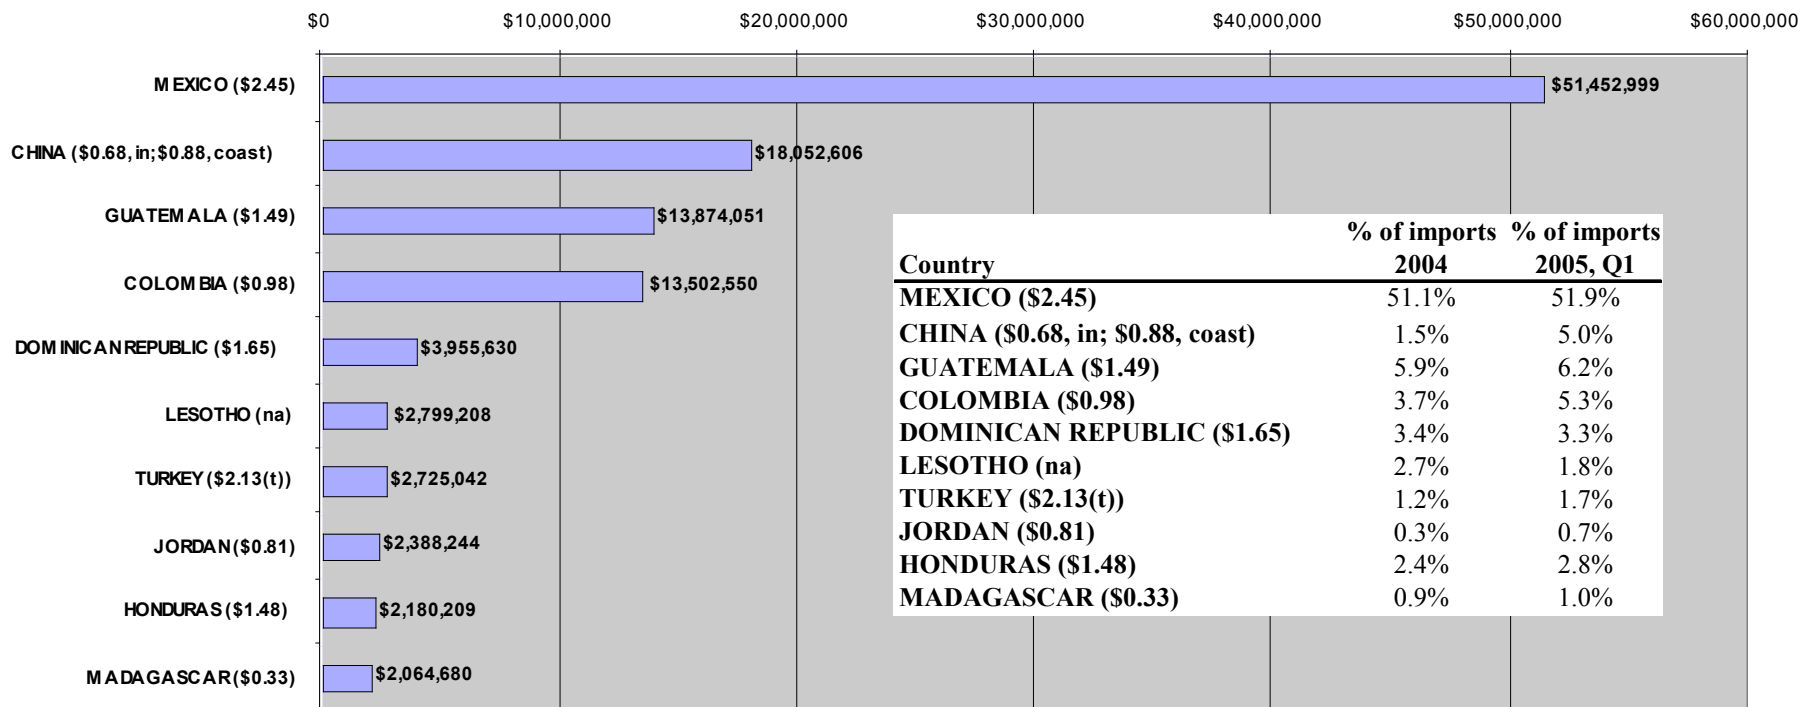 $0 $10,000,000 $20,000,000 $30,000,000 $40,000,000 $50,000,000 $60,000,000
MEXICO ($2.45) $51,452,999
CHINA ($0.68, in; $0.88, coast) $18,052,606
GUATEMALA ($1.49) $13,874,051
COLOMBIA ($0.98) $13,502,550
DOMINICAN REPUBLIC ($1.65) $3,955,630
LESOTHO (na) $2,799,208
TURKEY ($2.13(t)) $2,725,042
JORDAN ($0.81) $2,388,244
HONDURAS ($1.48) $2,180,209
MADAGASCAR ($0.33) $2,064,680
% of imports % of imports
Country 2004 2005, Q1
MEXICO ($2.45) 51.1% 51.9%
CHINA ($0.68, in; $0.88, coast) 1.5% 5.0%
GUATEMALA ($1.49) 5.9% 6.2%
COLOMBIA ($0.98) 3.7% 5.3%
DOMINICAN REPUBLIC ($1.65) 3.4% 3.3%
LESOTHO (na) 2.7% 1.8%
TURKEY ($2.13(t)) 1.2% 1.7%
JORDAN ($0.81) 0.3% 0.7%
HONDURAS ($1.48) 2.4% 2.8%
MADAGASCAR ($0.33) 0.9% 1.0%